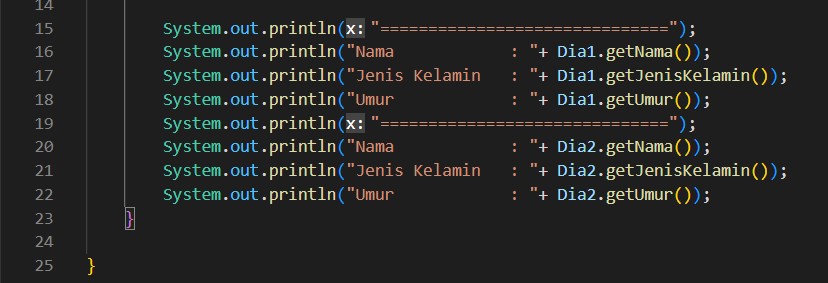 14
15 System.out.println(x: "==============================");
16 System.out.println("Nama            : "+ Dia1.getNama());
17 System.out.println("Jenis Kelamin   : "+ Dia1.getJenisKelamin());
18 System.out.println("Umur            : "+ Dia1.getUmur());
19 System.out.println(x: "==============================");
20 System.out.println("Nama            : "+ Dia2.getNama());
21 System.out.println("Jenis Kelamin   : "+ Dia2.getJenisKelamin());
22 System.out.println("Umur            : "+ Dia2.getUmur());
23 }
24
25 }